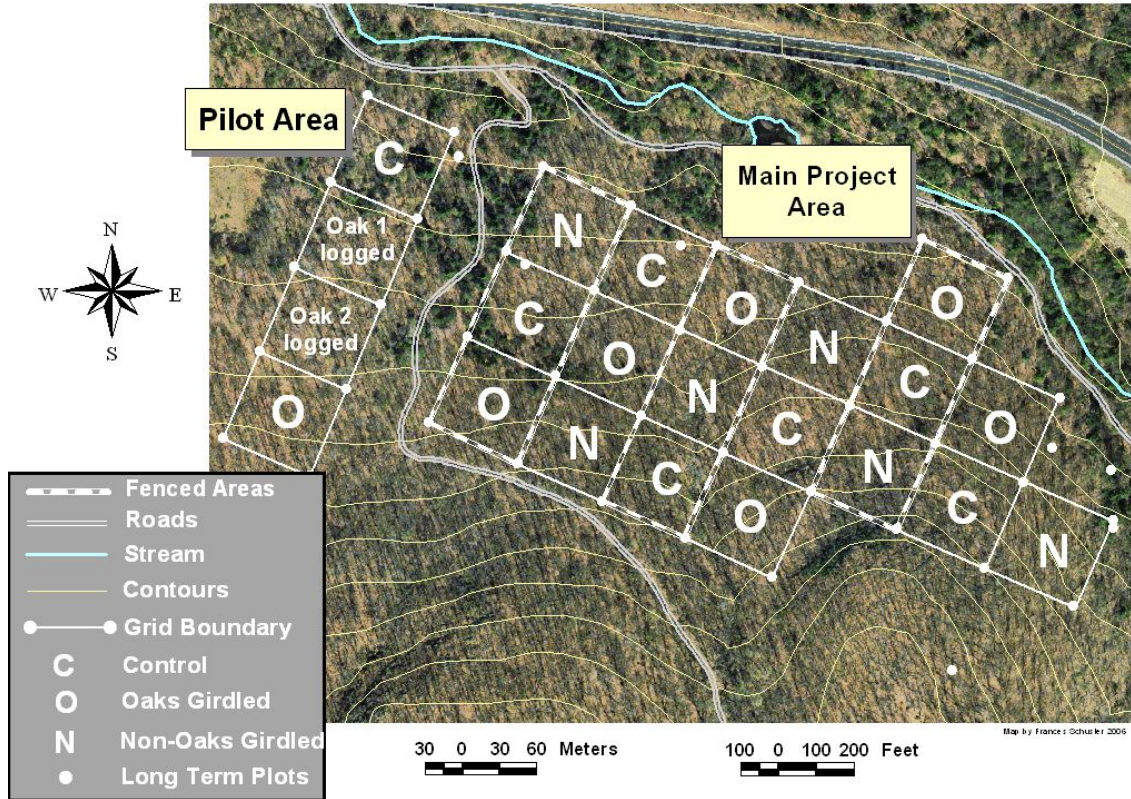 Pilot Area
Main Project
Area
C
Oak 1
logged
Oak 2
logged
O
N
C
O
C
O
N
O
N
C
N
C
O
O
C
N
O
C
N
N
W
E
S
Fenced Areas
Roads
Stream
Contours
Grid Boundary
C Control
O Oaks Girdled
N Non-Oaks Girdled
Long Term Plots
30 0 30 60 Meters
100 0 100 200 Feet
Map by Frances Schusler 2006